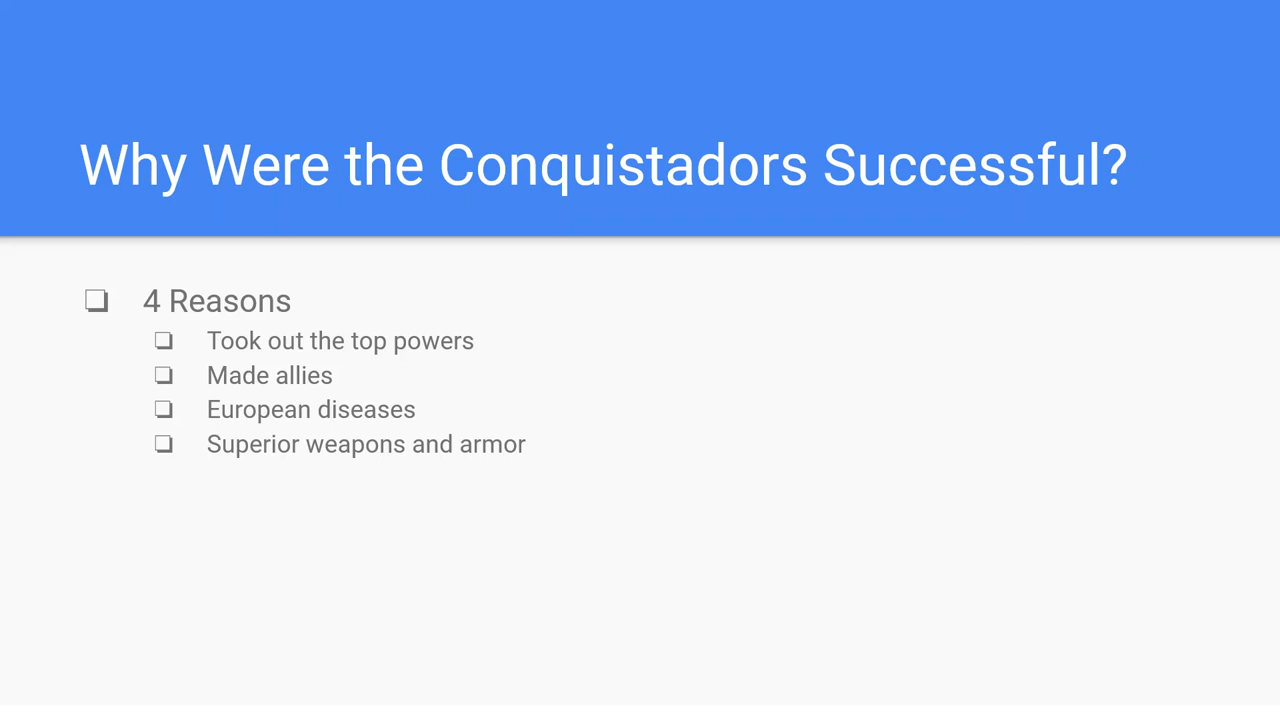 Why Were the Conquistadors Successful?
❏ 4 Reasons
❏ Took out the top powers
❏ Made allies
❏ European diseases
❏ Superior weapons and armor